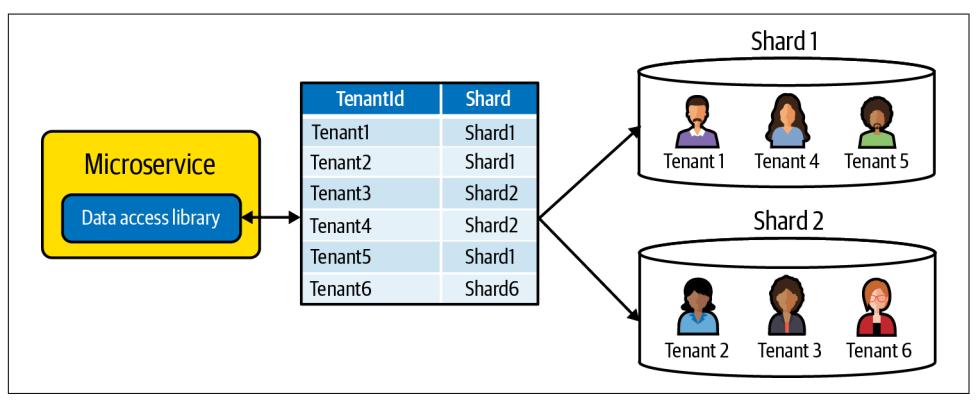 Microservice
Data access library
TenantId Shard
Tenant1 Shard1
Tenant2 Shard1
Tenant3 Shard2
Tenant4 Shard2
Tenant5 Shard1
Tenant6 Shard6
Shard 1
Tenant 1 Tenant 4 Tenant 5
Shard 2
Tenant 2 Tenant 3 Tenant 6